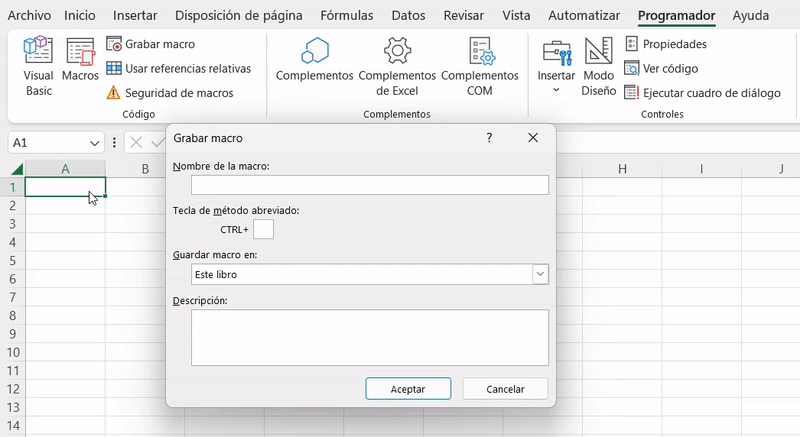 Archivo Inicio Insertar Disposición de página Fórmulas Datos Revisar Vista Automatizar Programador Ayuda
Visual Basic
Macros
Grabar macro
Usar referencias relativas
Seguridad de macros
Código
Complementos
Complementos de Excel
Complementos COM
Complementos
Insertar
Modo Diseño
Propiedades
Ver código
Ejecutar cuadro de diálogo
Controles
A1
A B H I J
1
2
3
4
5
6
7
8
9
10
11
12
13
14
Grabar macro ?
Nombre de la macro:
Tecla de método abreviado:
CTRL+
Guardar macro en:
Este libro
Descripción:
Aceptar Cancelar